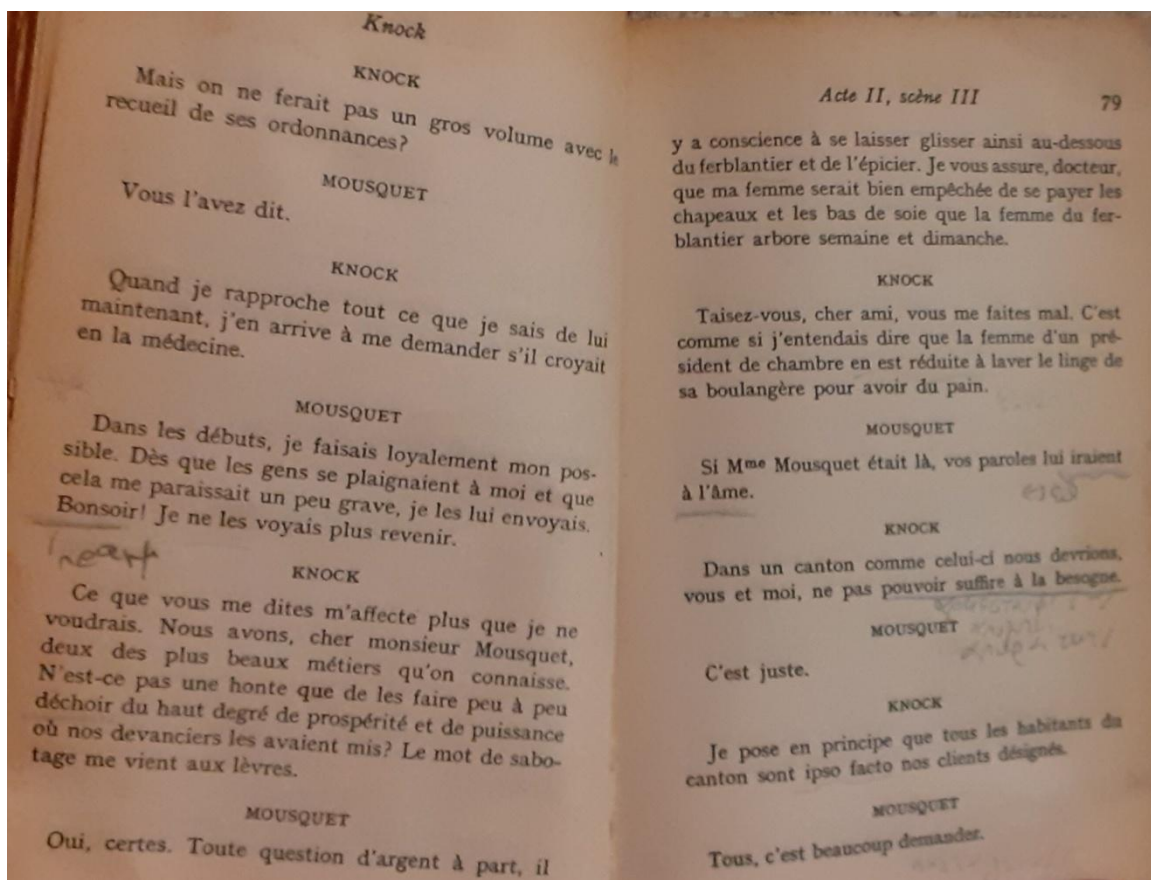 Knock
KNOCK
Mais on ne ferait pas un gros volume avec le
recueil de ses ordonnances?
MOUSQUET
Vous l'avez dit.
KNOCK
Quand je rapproche tout ce que je sais de lui
maintenant, j'en arrive à me demander s'il croyait
en la médecine.
MOUSQUET
Dans les débuts, je faisais loyalement mon pos-
sible. Dès que les gens se plaignaient à moi et que
cela me paraissait un peu grave, je les lui envoyais.
Bonsoir! Je ne les voyais plus revenir.
KNOCK
Ce que vous me dites m'affecte plus que je ne
voudrais. Nous avons, cher monsieur Mousquet,
deux des plus beaux métiers qu'on connaisse.
N'est-ce pas une honte que de les faire peu à peu
déchoir du haut degré de prospérité et de puissance
où nos devanciers les avaient mis? Le mot de sabo-
tage me vient aux lèvres.
MOUSQUET
Oui, certes. Toute question d'argent à part, il
Acte II, scène III 79
y a conscience à se laisser glisser ainsi au-dessous
du ferblantier et de l'épicier. Je vous assure, docteur,
que ma femme serait bien empêchée de se payer les
chapeaux et les bas de soie que la femme du fer-
blantier arbore semaine et dimanche.
KNOCK
Taisez-vous, cher ami, vous me faites mal. C'est
comme si j'entendais dire que la femme d'un pré-
sident de chambre en est réduite à laver le linge de
sa boulangère pour avoir du pain.
MOUSQUET
Si Mme Mousquet était là, vos paroles lui iraient
à l'âme.
KNOCK
Dans un canton comme celui-ci nous devrions,
vous et moi, ne pas pouvoir suffire à la besogne.
MOUSQUET
C'est juste.
KNOCK
Je pose en principe que tous les habitants du
canton sont ipso facto nos clients désignés.
MOUSQUET
Tous, c'est beaucoup demander.